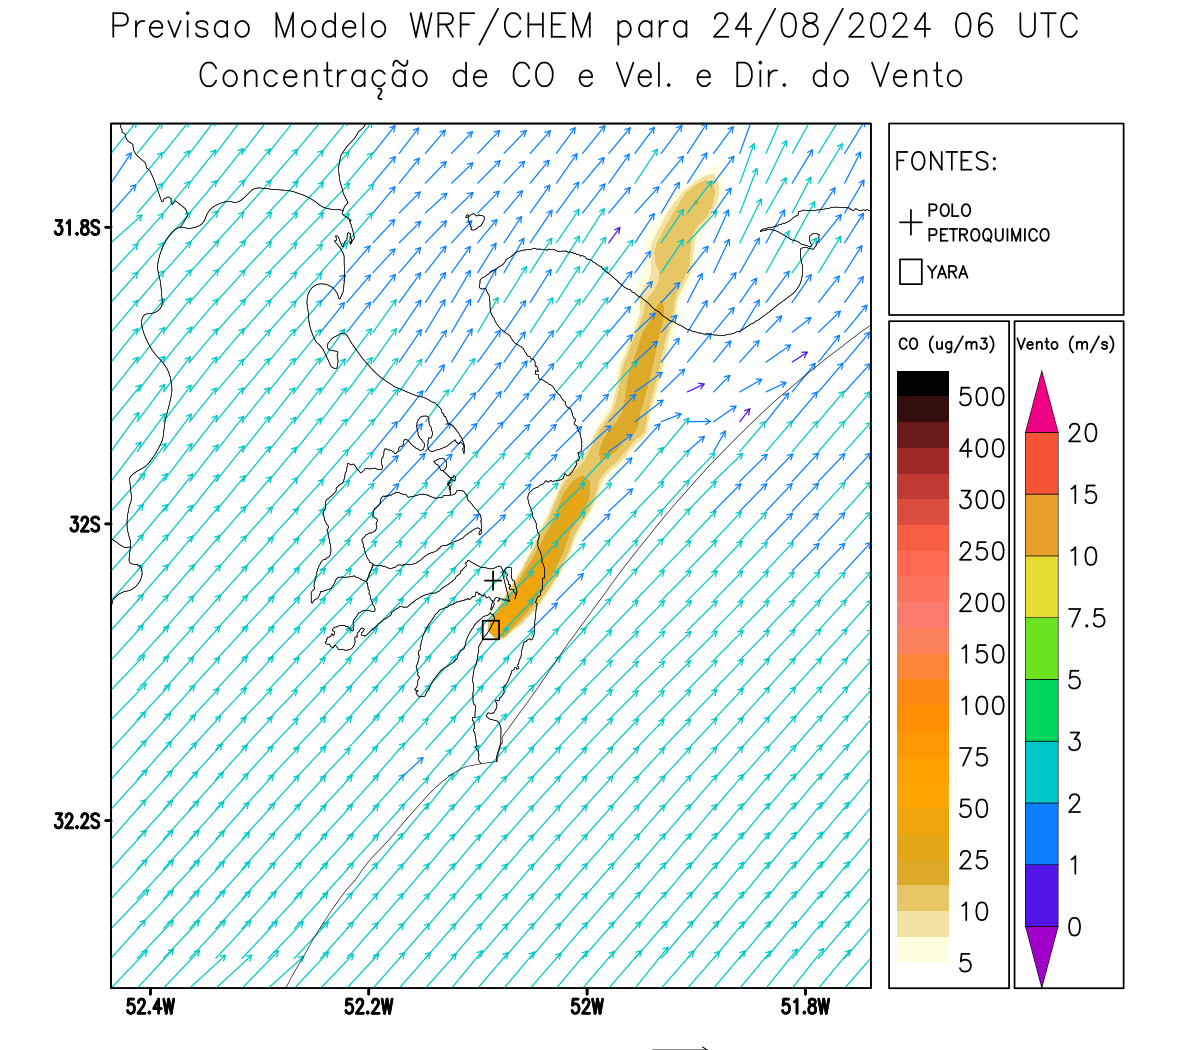 Previsao Modelo WRF/CHEM para 24/08/2024 06 UTC
Concentração de CO e Vel. e Dir. do Vento
FONTES:
POLO
PETROQUIMICO
YARA
CO (ug/m3)
500
400
300
250
200
150
100
75
50
25
10
5
Vento (m/s)
20
15
10
7.5
5
3
2
1
0
31.8S
32S
32.2S
52.4W
52.2W
52W
51.8W